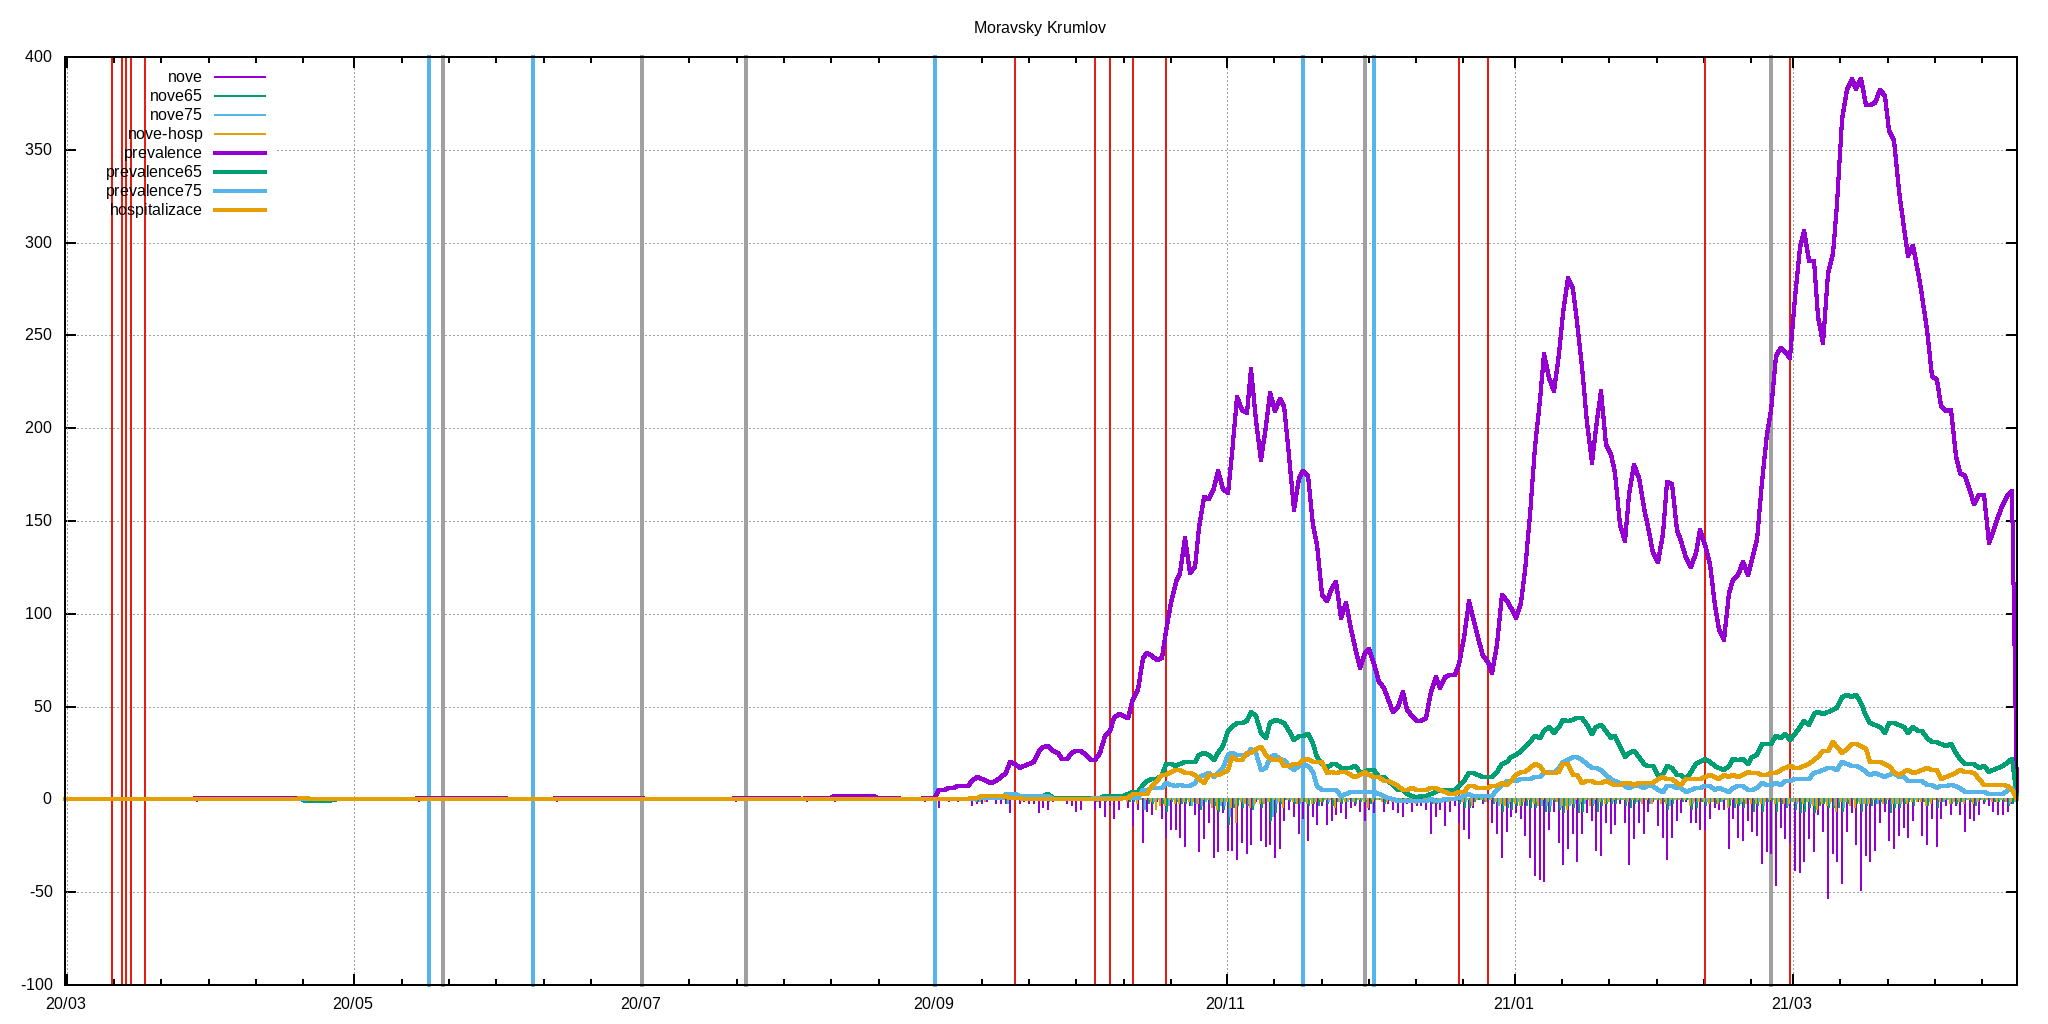 Moravsky Krumlov
400
350
300
250
200
150
100
50
0
-50
-100
nove
nove65
nove75
nove-hosp
prevalence
prevalence65
prevalence75
hospitalizace
20/03 20/05 20/07 20/09 20/11 21/01 21/03